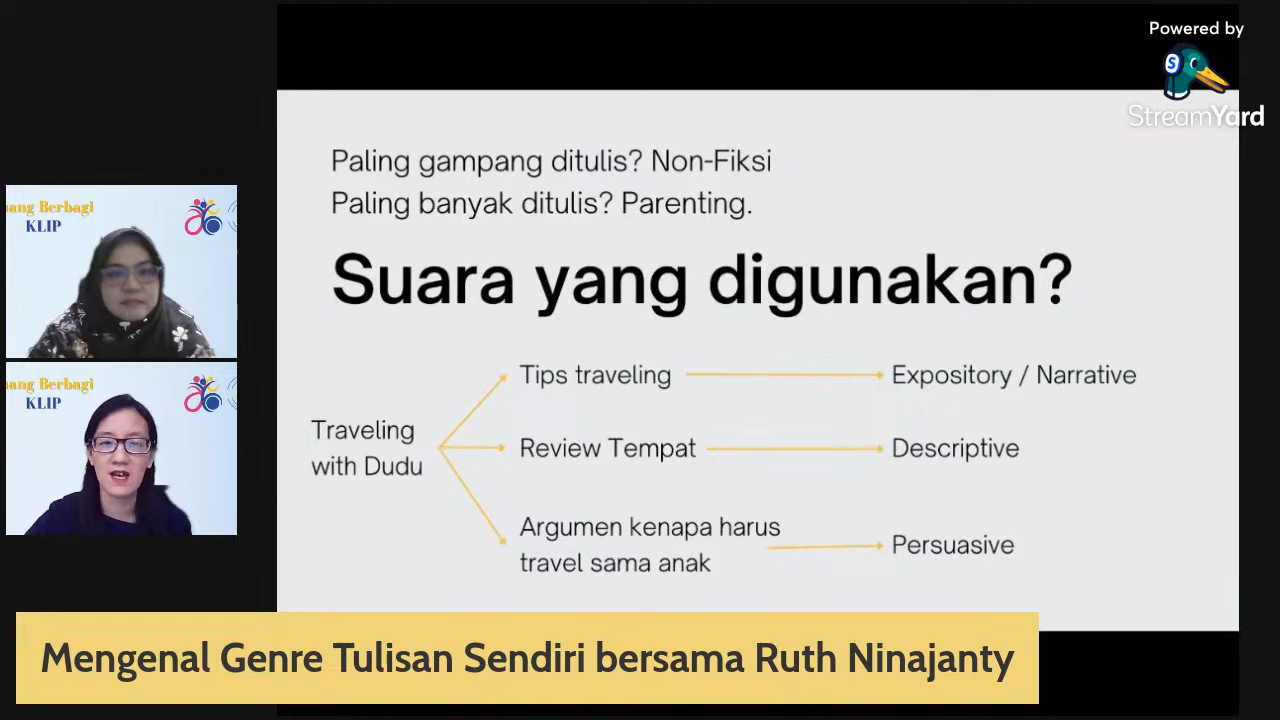 Powered by
StreamYard
Paling gampang ditulis? Non-Fiksi
Paling banyak ditulis? Parenting.
Suara yang digunakan?
Traveling
with Dudu
Tips traveling
Expository / Narrative
Review Tempat
Descriptive
Argumen kenapa harus
travel sama anak
Persuasive
Berbagi
KLIP
Berbagi
KLIP
Mengenal Genre Tulisan Sendiri bersama Ruth Ninajanty